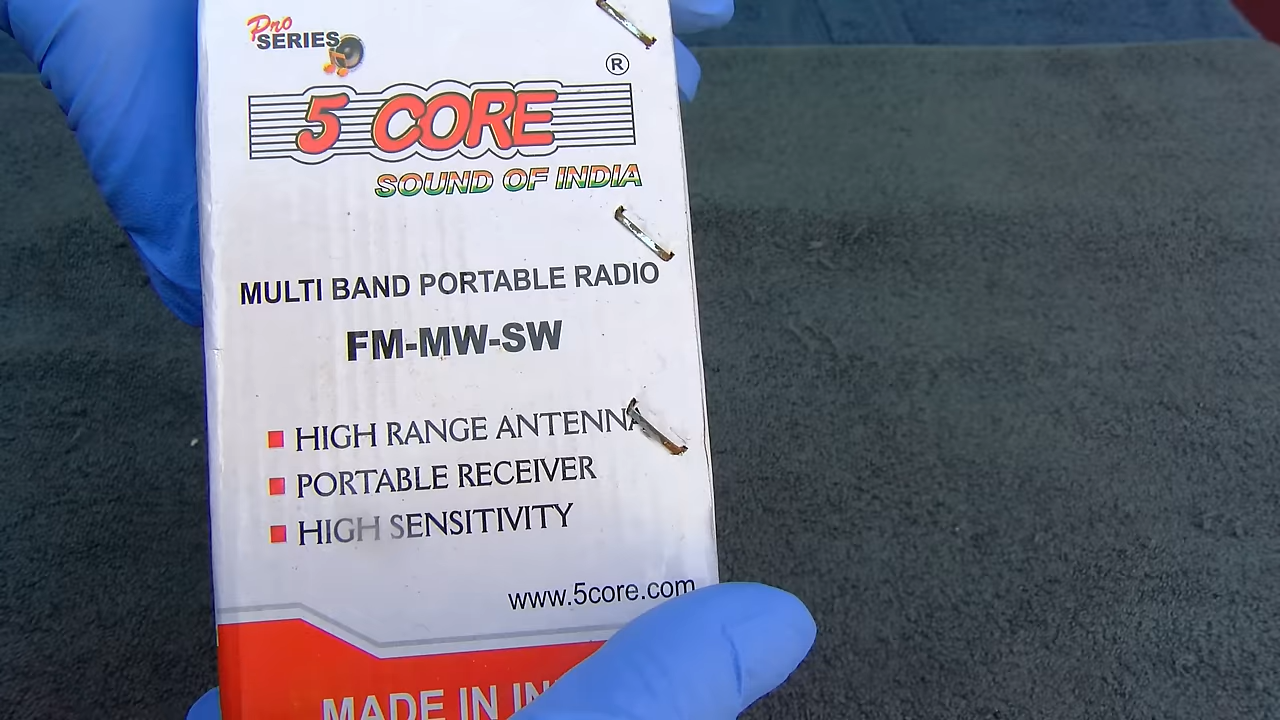 Pro
SERIES
®
5 CORE
SOUND OF INDIA
MULTI BAND PORTABLE RADIO
FM-MW-SW
HIGH RANGE ANTENNA
PORTABLE RECEIVER
HIGH SENSITIVITY
www.5core.com
MADE IN